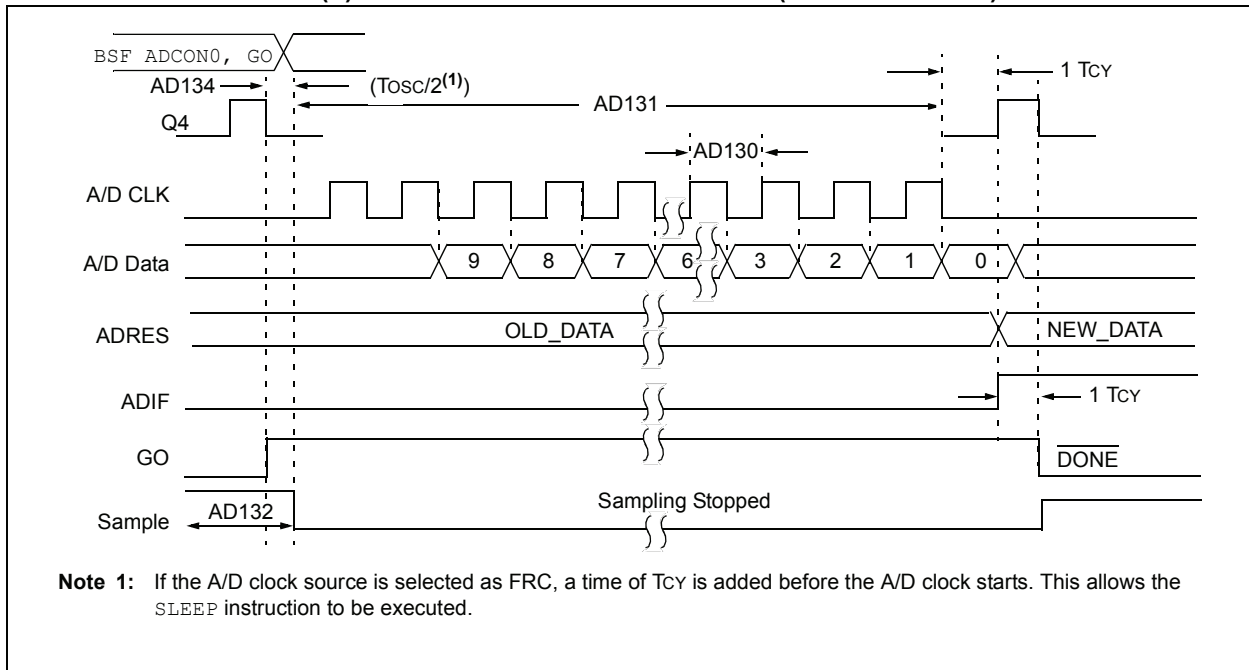 BSF ADCON0, GO
AD134
(TOSC/2(1))
1 TCY
AD131
Q4
AD130
A/D CLK
A/D Data
9 8 7 6 3 2 1 0
ADRES
OLD_DATA
NEW_DATA
ADIF
1 TCY
GO
DONE
Sampling Stopped
Sample
AD132
Note 1: If the A/D clock source is selected as FRC, a time of TCY is added before the A/D clock starts. This allows the
SLEEP instruction to be executed.